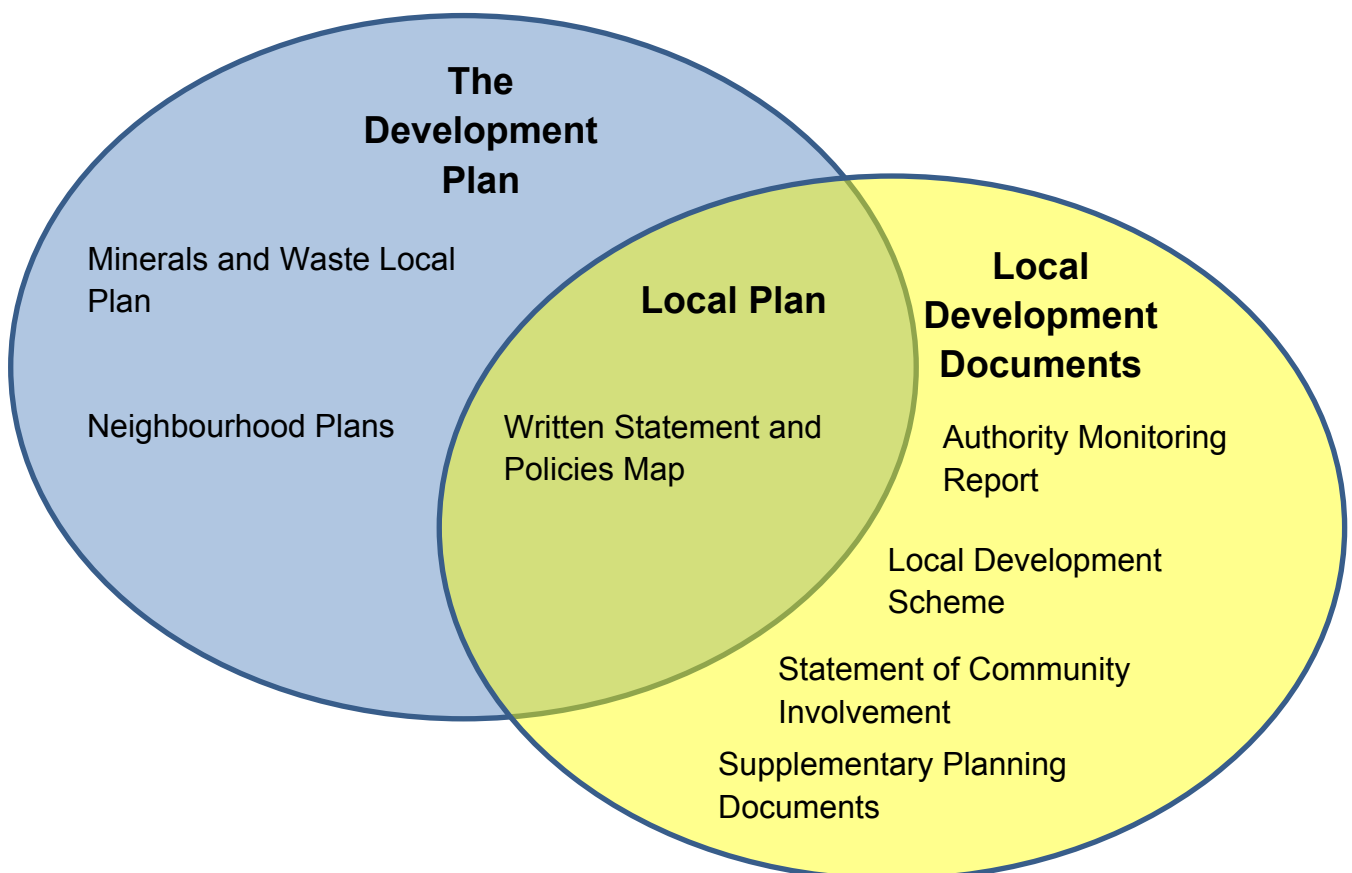 The
Development
Plan
Minerals and Waste Local
Plan
Neighbourhood Plans
Local Plan
Written Statement and
Policies Map
Local
Development
Documents
Authority Monitoring
Report
Local Development
Scheme
Statement of Community
Involvement
Supplementary Planning
Documents